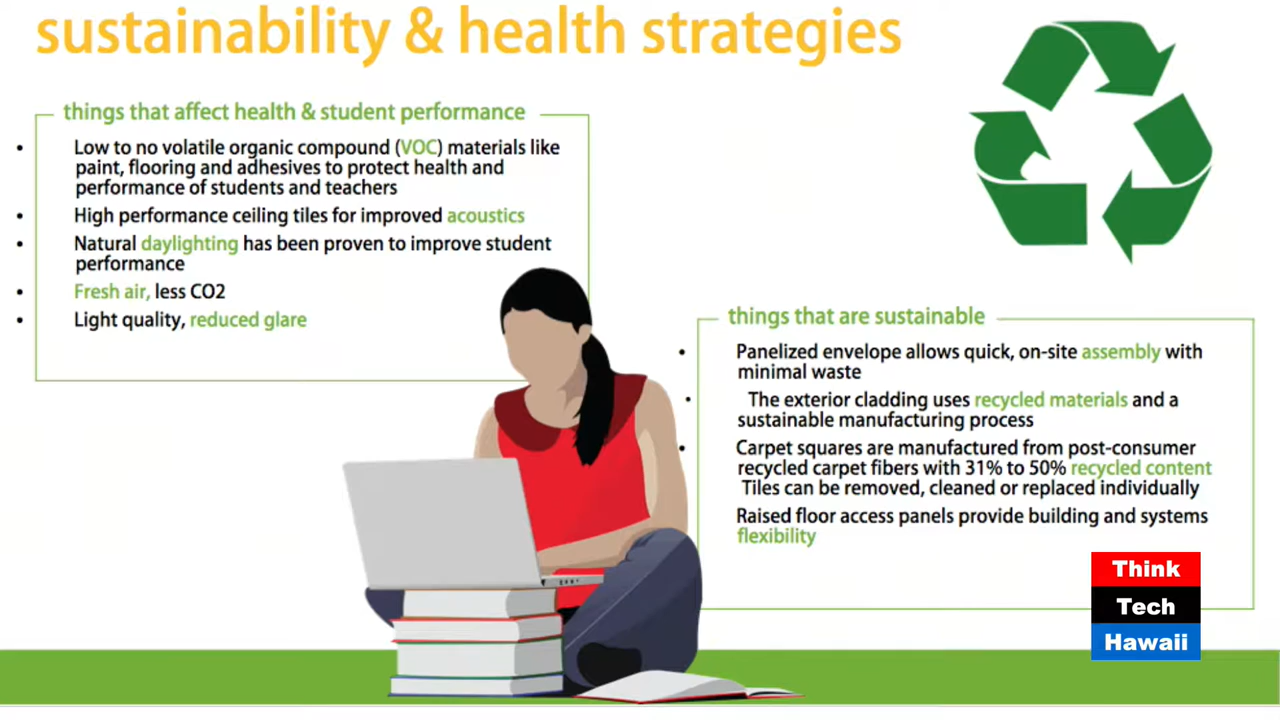 sustainability & health strategies
things that affect health & student performance
• Low to no volatile organic compound (VOC) materials like
paint, flooring and adhesives to protect health and
performance of students and teachers
• High performance ceiling tiles for improved acoustics
• Natural daylighting has been proven to improve student
performance
• Fresh air, less CO2
• Light quality, reduced glare
things that are sustainable
• Panelized envelope allows quick, on-site assembly with
minimal waste
• The exterior cladding uses recycled materials and a
sustainable manufacturing process
• Carpet squares are manufactured from post-consumer
recycled carpet fibers with 31% to 50% recycled content
Tiles can be removed, cleaned or replaced individually
Raised floor access panels provide building and systems
flexibility
Think
Tech
Hawaii